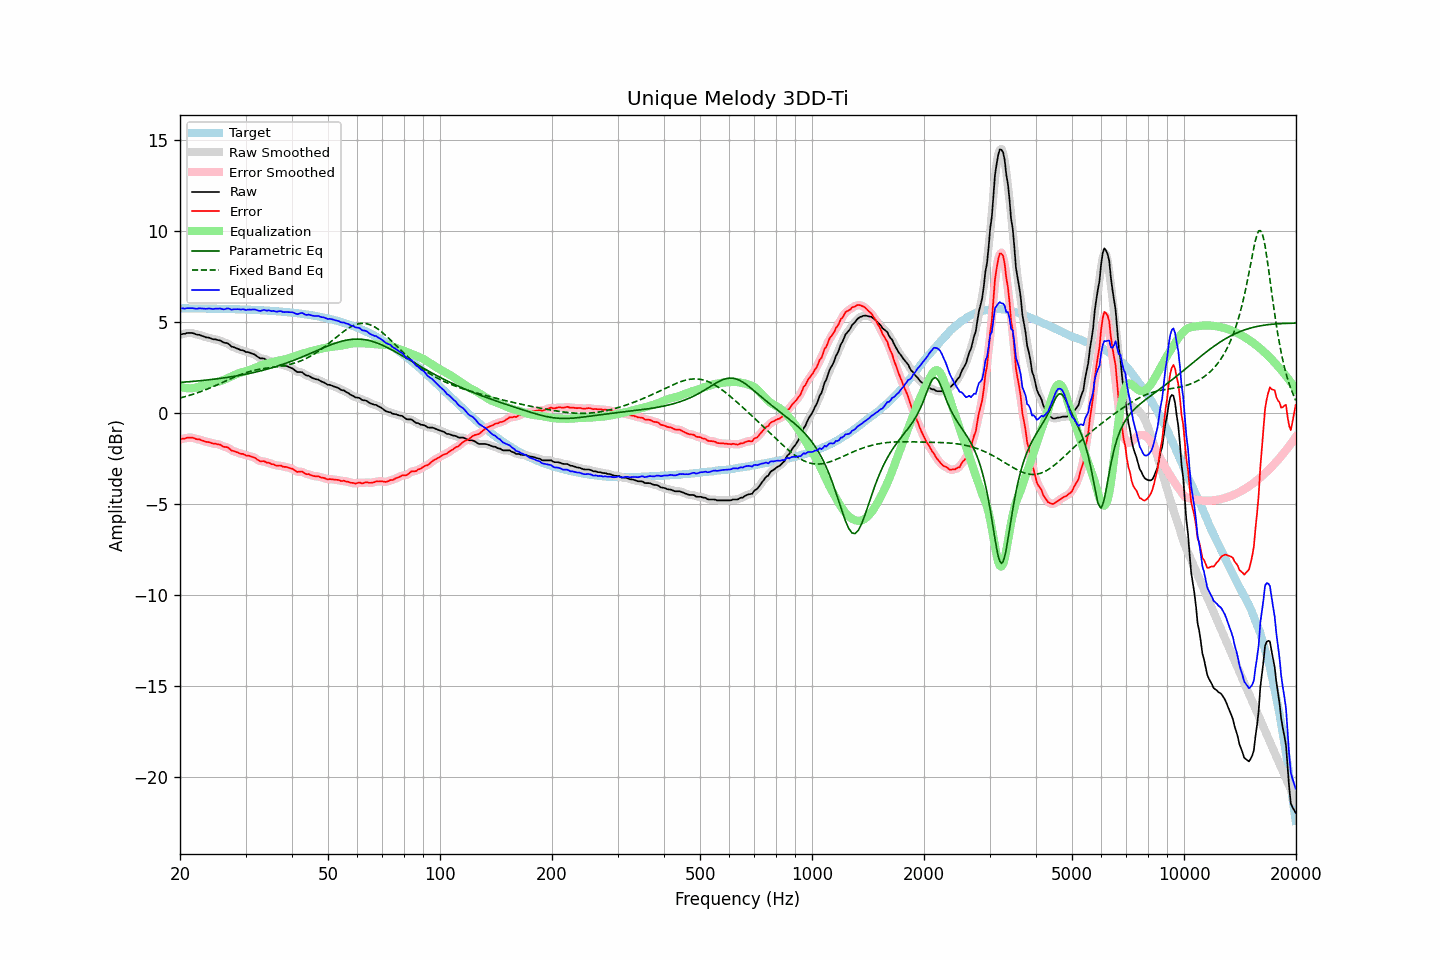 Unique Melody 3DD-Ti
Target
Raw Smoothed
Error Smoothed
Raw
Error
Equalization
Parametric Eq
Fixed Band Eq
Equalized
15
10
5
0
−5
−10
−15
−20
Amplitude (dBr)
20 50 100 200 500 1000 2000 5000 10000 20000
Frequency (Hz)